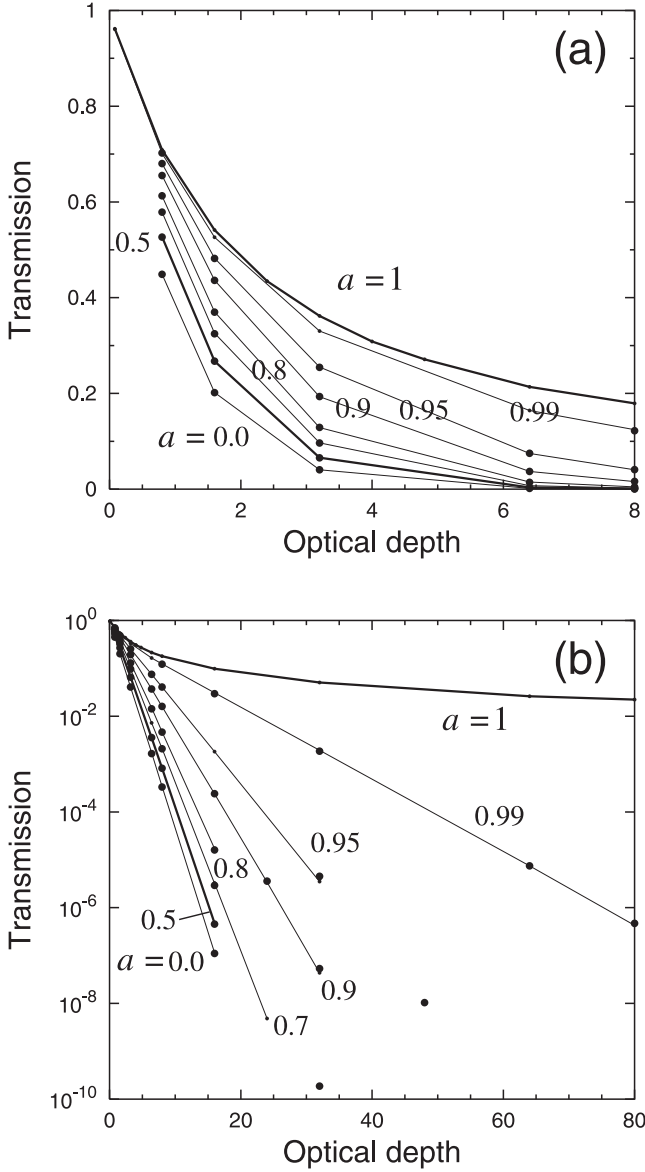 (a)
1
0.8
0.6
0.4
0.2
0
Transmission
0.5
a = 1
0.8
0.9
0.95
0.99
a = 0.0
0 2 4 6 8
Optical depth
(b)
10^0
10^-2
10^-4
10^-6
10^-8
10^-10
Transmission
a = 1
0.99
0.95
0.8
0.5
a = 0.0
0.9
0.7
0 20 40 60 80
Optical depth